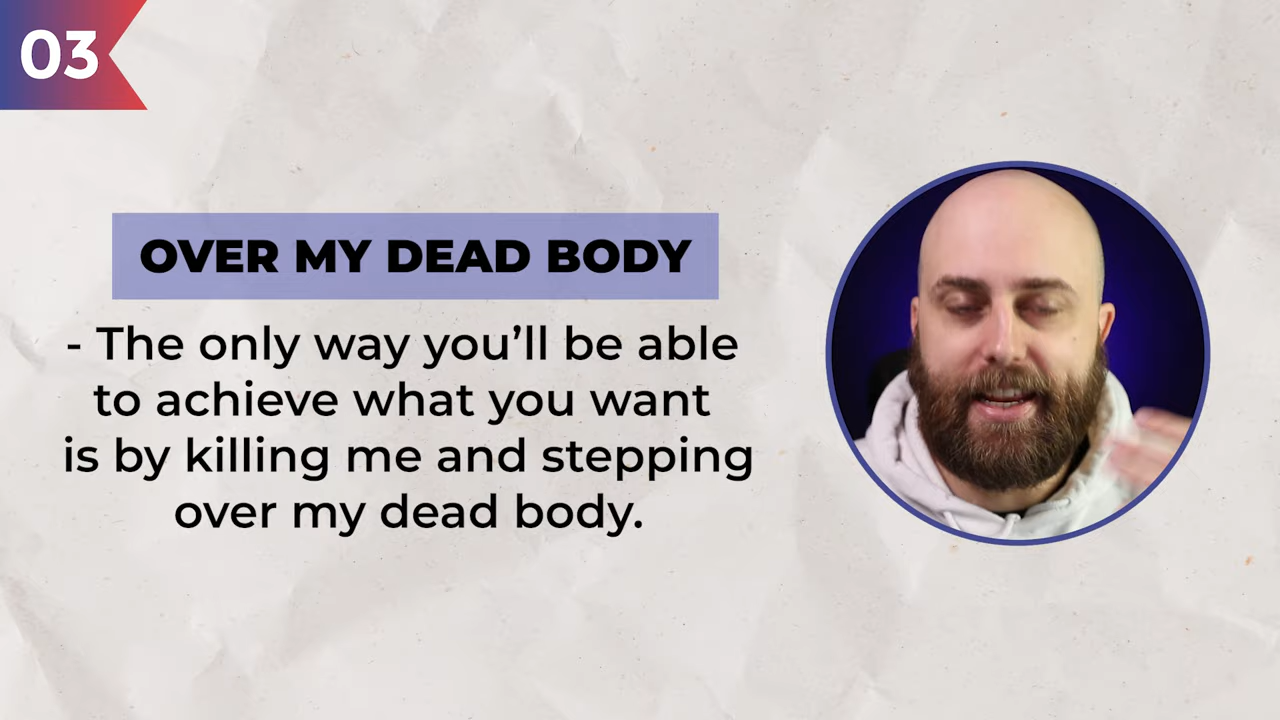 03
OVER MY DEAD BODY
- The only way you’ll be able
to achieve what you want
is by killing me and stepping
over my dead body.